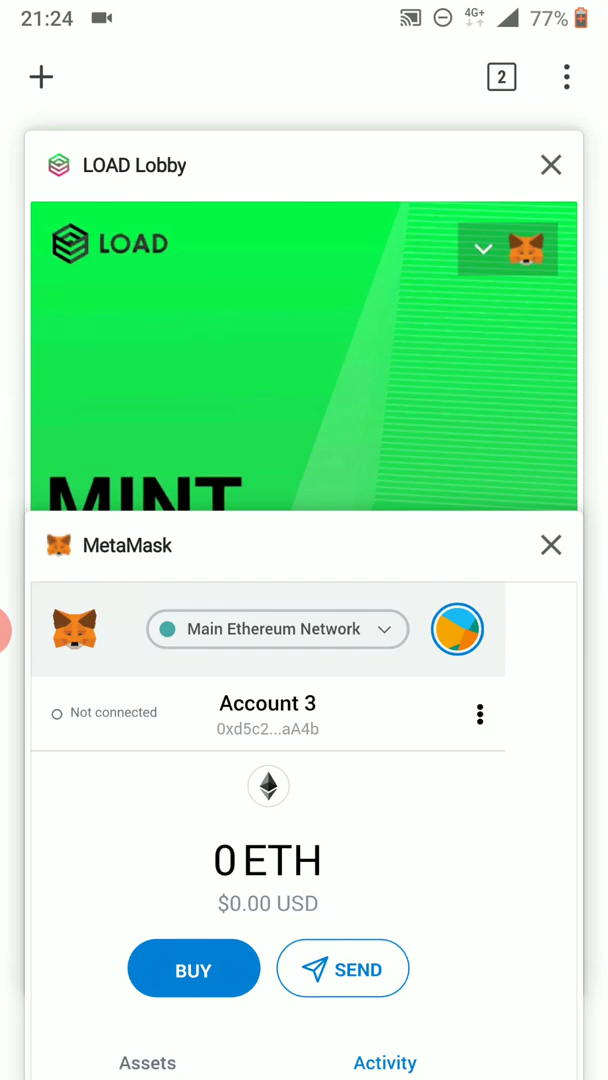 21:24 4G+ 77%
2
LOAD Lobby
LOAD
MINT
MetaMask
Main Ethereum Network
Not connected
Account 3
0xd5c2...aA4b
0 ETH
$0.00 USD
BUY SEND
Assets Activity